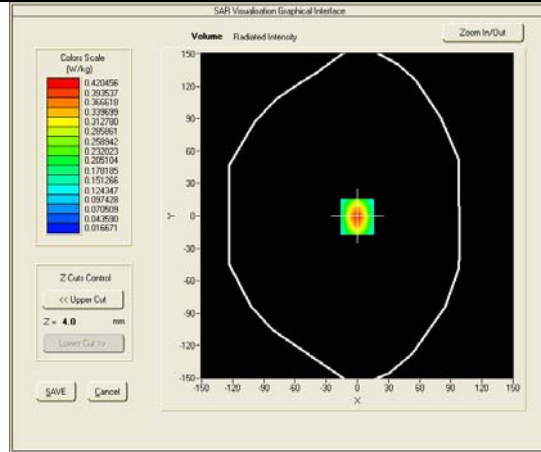 SAR Visualisation Graphical Interface
Volume Radiated Intensity
Zoom In/Out
Colors Scale
(W/kg)
0.420456
0.393537
0.366618
0.339699
0.312780
0.285861
0.258942
0.232023
0.205104
0.178185
0.151266
0.124347
0.097428
0.070509
0.043590
0.016671
Z-Cuts Control
<< Upper Cut
Z = 4.0 mm
Lower Cut >>
SAVE Cancel
150
120
90
60
30
0
-30
-60
-90
-120
-150
Y
-150 -120 -90 -60 -30 0 30 60 90 120 150
X